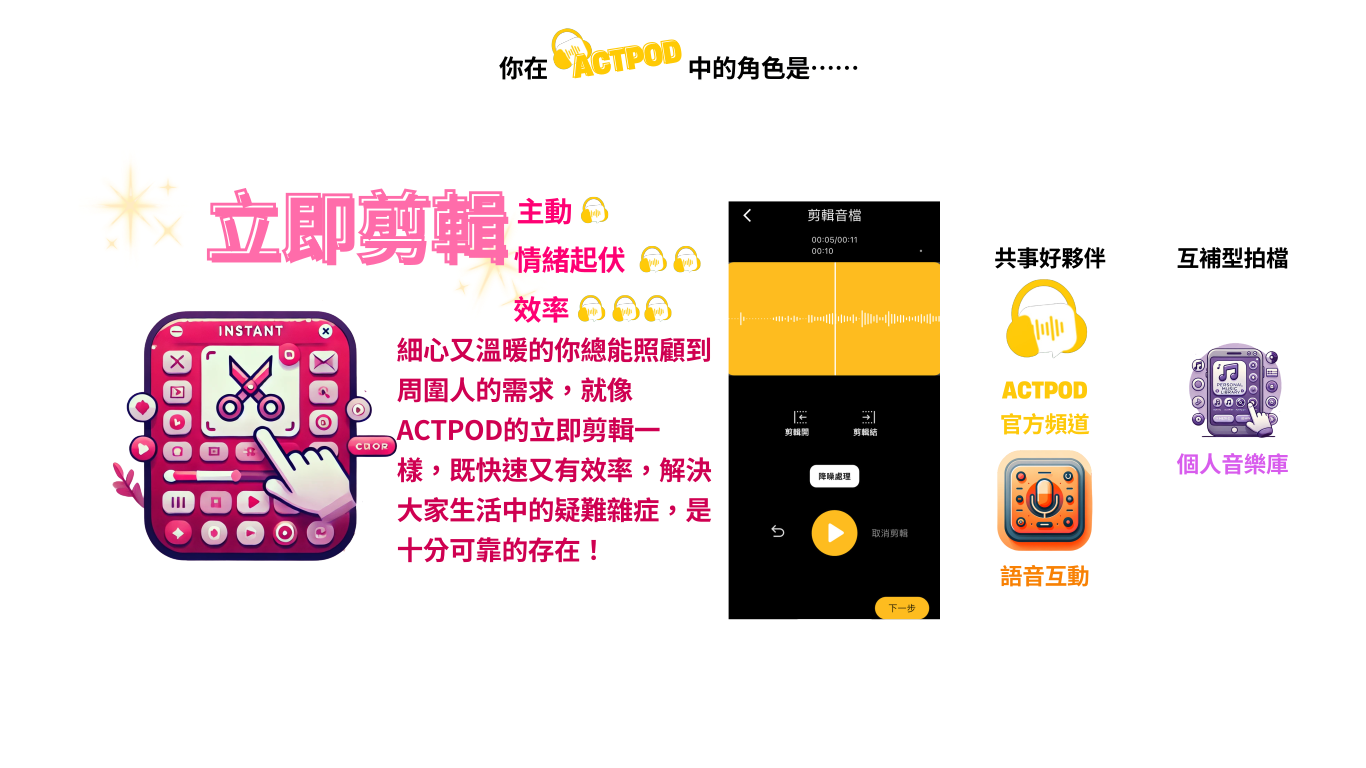 你在 ACTPOD 中的角色是⋯⋯
立即剪輯
主動
情緒起伏
效率
細心又溫暖的你總能照顧到
周圍人的需求，就像
ACTPOD的立即剪輯一
樣，既快速又有效率，解決
大家生活中的疑難雜症，是
十分可靠的存在！
INSTANT
CDOR
剪輯音檔
00:05/00:11
00:10
剪輯開
剪輯結
降噪處理
取消剪輯
下一步
共事好夥伴
ACTPOD
官方頻道
語音互動
互補型拍檔
PERSONAL
MUSIC
LIBRARY
個人音樂庫